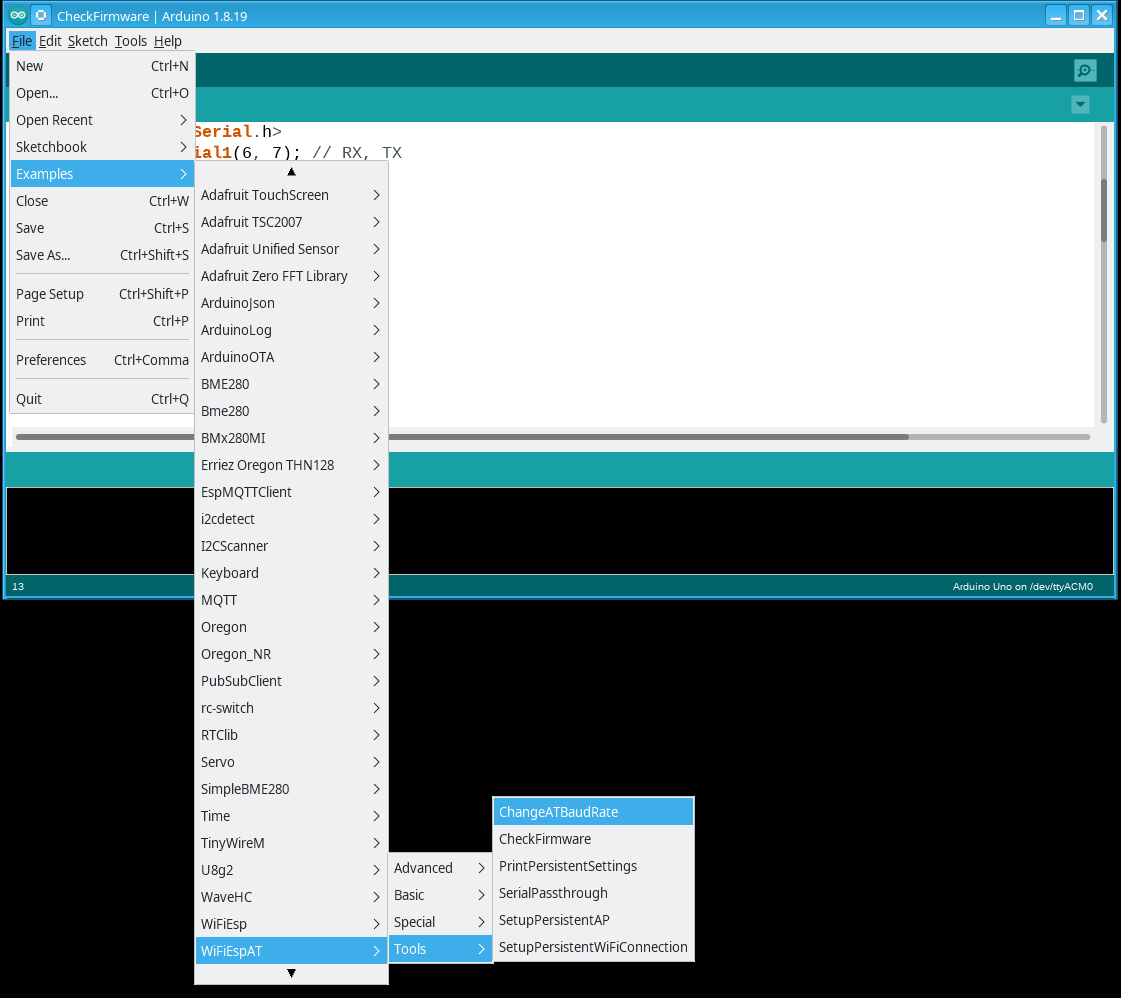 CheckFirmware | Arduino 1.8.19
File Edit Sketch Tools Help
New Ctrl+N
Open... Ctrl+O
Open Recent
Sketchbook
Examples
Close Ctrl+W
Save Ctrl+S
Save As... Ctrl+Shift+S
Page Setup Ctrl+Shift+P
Print Ctrl+P
Preferences Ctrl+Comma
Quit Ctrl+Q
Serial.h>
ial1(6, 7); // RX, TX
Adafruit TouchScreen
Adafruit TSC2007
Adafruit Unified Sensor
Adafruit Zero FFT Library
ArduinoJson
ArduinoLog
ArduinoOTA
BME280
Bme280
BMx280MI
Erriez Oregon THN128
EspMQTTClient
i2cdetect
I2CScanner
Keyboard
MQTT
Oregon
Oregon_NR
PubSubClient
rc-switch
RTClib
Servo
SimpleBME280
Time
TinyWireM
U8g2
WaveHC
WiFiEsp
WiFiEspAT
Advanced
Basic
Special
Tools
ChangeATBaudRate
CheckFirmware
PrintPersistentSettings
SerialPassthrough
SetupPersistentAP
SetupPersistentWiFiConnection
13
Arduino Uno on /dev/ttyACM0